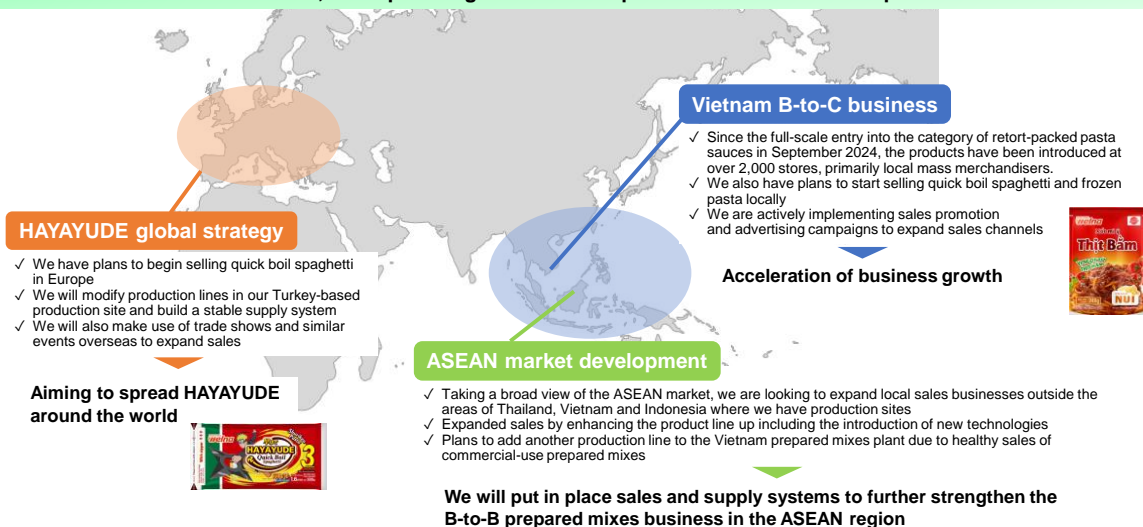 Vietnam B-to-C business
✓ Since the full-scale entry into the category of retort-packed pasta
sauces in September 2024, the products have been introduced at
over 2,000 stores, primarily local mass merchandisers.
✓ We also have plans to start selling quick boil spaghetti and frozen
pasta locally
✓ We are actively implementing sales promotion
and advertising campaigns to expand sales channels
Acceleration of business growth
Thịt Bằm
NUI
HAYAYUDE global strategy
✓ We have plans to begin selling quick boil spaghetti
in Europe
✓ We will modify production lines in our Turkey-based
production site and build a stable supply system
✓ We will also make use of trade shows and similar
events overseas to expand sales
Aiming to spread HAYAYUDE
around the world
HAYAYUDE
Quick Boil
3
ASEAN market development
✓ Taking a broad view of the ASEAN market, we are looking to expand local sales businesses outside the
areas of Thailand, Vietnam and Indonesia where we have production sites
✓ Expanded sales by enhancing the product line up including the introduction of new technologies
✓ Plans to add another production line to the Vietnam prepared mixes plant due to healthy sales of
commercial-use prepared mixes
We will put in place sales and supply systems to further strengthen the
B-to-B prepared mixes business in the ASEAN region